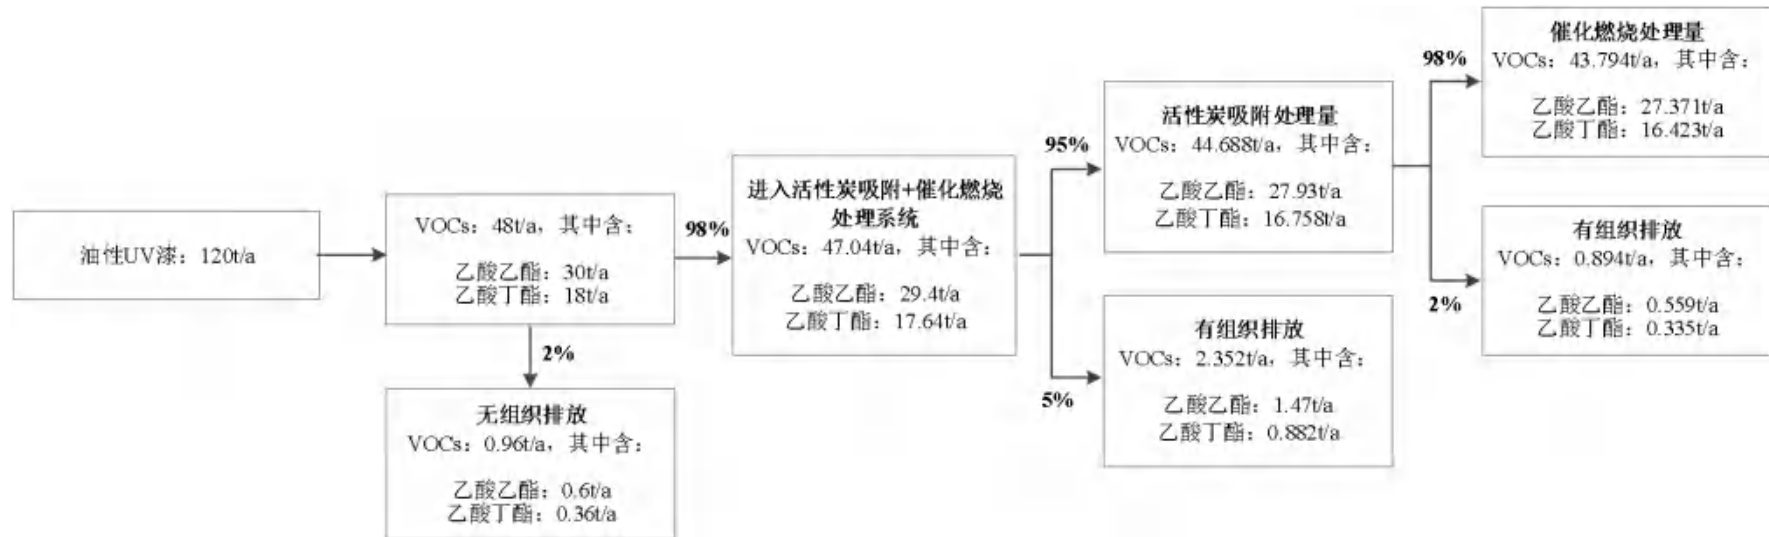 油性UV漆：120t/a
VOCs：48t/a，其中含：
乙酸乙酯：30t/a
乙酸丁酯：18t/a
2%
无组织排放
VOCs：0.96t/a，其中含：
乙酸乙酯：0.6t/a
乙酸丁酯：0.36t/a
98%
进入活性炭吸附+催化燃烧
处理系统
VOCs：47.04t/a，其中含：
乙酸乙酯：29.4t/a
乙酸丁酯：17.64t/a
95%
活性炭吸附处理量
VOCs：44.688t/a，其中含：
乙酸乙酯：27.93t/a
乙酸丁酯：16.758t/a
5%
有组织排放
VOCs：2.352t/a，其中含：
乙酸乙酯：1.47t/a
乙酸丁酯：0.882t/a
98%
催化燃烧处理量
VOCs：43.794t/a，其中含：
乙酸乙酯：27.371t/a
乙酸丁酯：16.423t/a
2%
有组织排放
VOCs：0.894t/a，其中含：
乙酸乙酯：0.559t/a
乙酸丁酯：0.335t/a